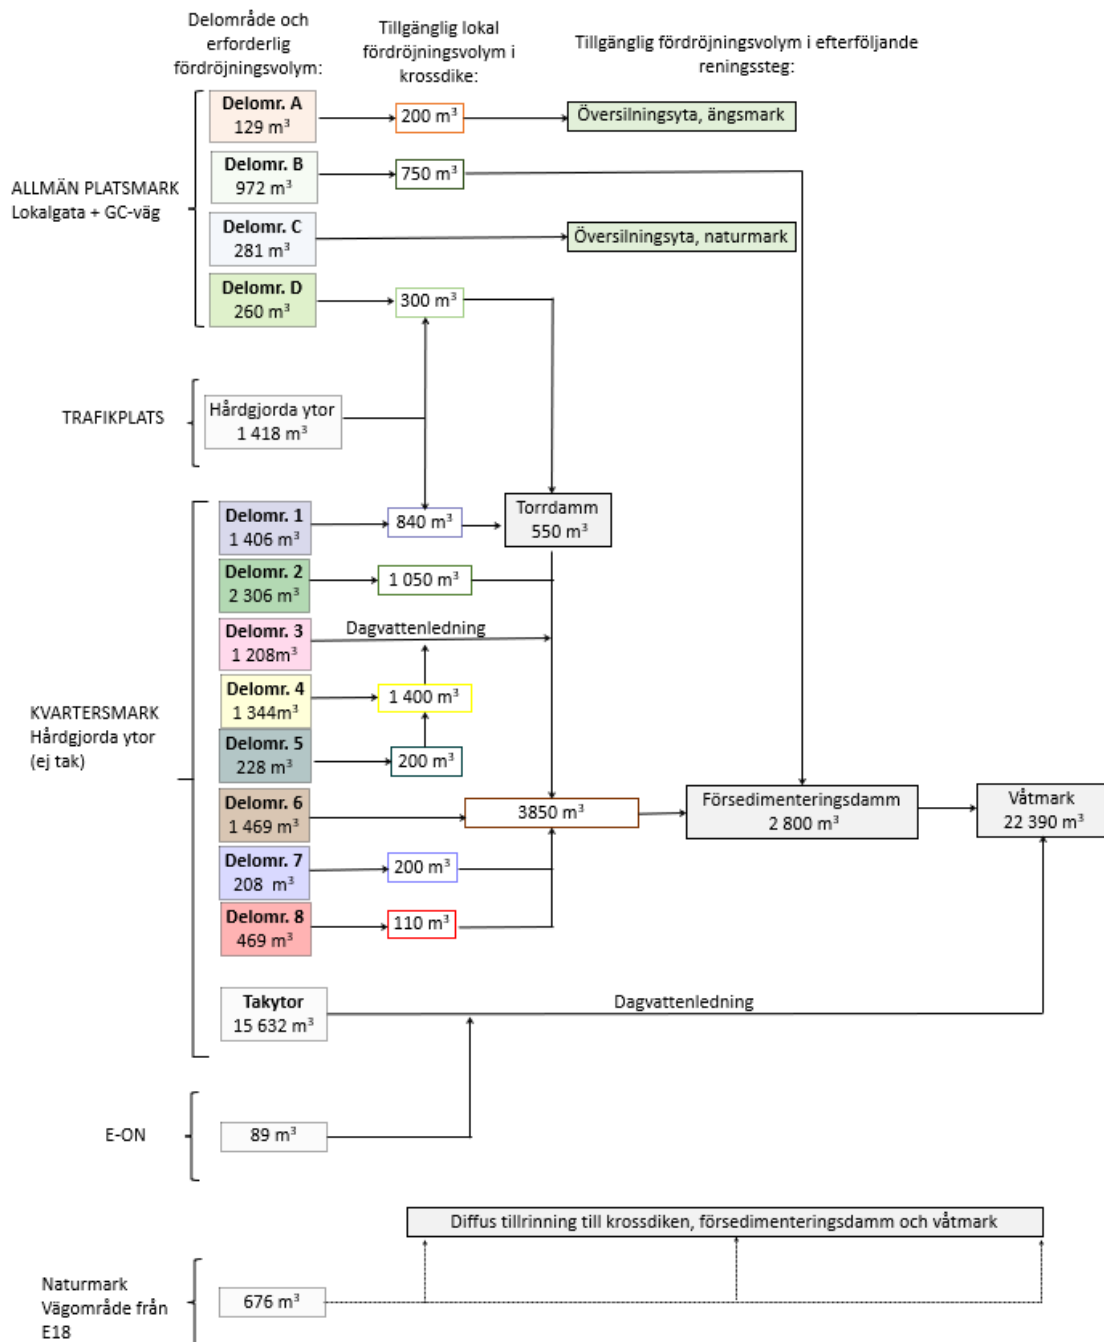 Delområde och
erforderlig
fördröjningsvolym:
Tillgänglig lokal
fördröjningsvolym i
krossdike:
Tillgänglig fördröjningsvolym i efterföljande
reningssteg:
ALLMÄN PLATSMARK
Lokalgata + GC-väg
Delomr. A
129 m³
200 m³
Översilningsyta, ängsmark
Delomr. B
972 m³
750 m³
Delomr. C
281 m³
Översilningsyta, naturmark
Delomr. D
260 m³
300 m³
TRAFIKPLATS
Hårdgjorda ytor
1 418 m³
KVARTERSMARK
Hårdgjorda ytor
(ej tak)
Delomr. 1
1 406 m³
840 m³
Torrdamm
550 m³
Delomr. 2
2 306 m³
1 050 m³
Delomr. 3
1 208m³
Dagvattenledning
Delomr. 4
1 344m³
1 400 m³
Delomr. 5
228 m³
200 m³
Delomr. 6
1 469 m³
3850 m³
Försedimenteringsdamm
2 800 m³
Våtmark
22 390 m³
Delomr. 7
208 m³
200 m³
Delomr. 8
469 m³
110 m³
Takytor
15 632 m³
Dagvattenledning
E-ON
89 m³
Diffus tillrinning till krossdiken, försedimenteringsdamm och våtmark
Naturmark
Vägområde från
E18
676 m³